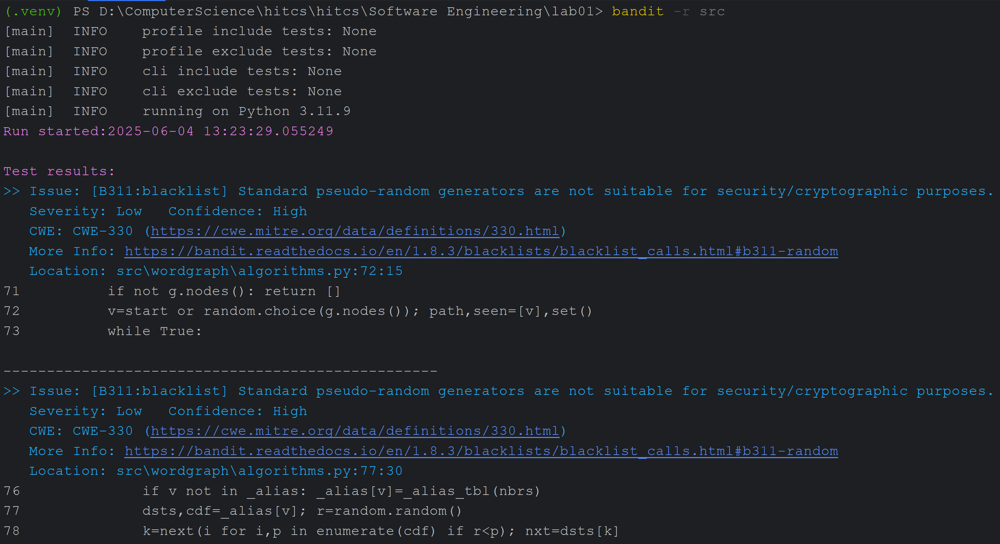 (.venv) PS D:\ComputerScience\hitcs\hitcs\Software Engineering\lab01> bandit -r src
[main]  INFO    profile include tests: None
[main]  INFO    profile exclude tests: None
[main]  INFO    cli include tests: None
[main]  INFO    cli exclude tests: None
[main]  INFO    running on Python 3.11.9
Run started:2025-06-04 13:23:29.055249

Test results:
>> Issue: [B311:blacklist] Standard pseudo-random generators are not suitable for security/cryptographic purposes.
   Severity: Low   Confidence: High
   CWE: CWE-330 (https://cwe.mitre.org/data/definitions/330.html)
   More Info: https://bandit.readthedocs.io/en/1.8.3/blacklists/blacklist_calls.html#b311-random
   Location: src\wordgraph\algorithms.py:72:15
71          if not g.nodes(): return []
72          v=start or random.choice(g.nodes()); path,seen=[v],set()
73          while True:

--------------------------------------------------
>> Issue: [B311:blacklist] Standard pseudo-random generators are not suitable for security/cryptographic purposes.
   Severity: Low   Confidence: High
   CWE: CWE-330 (https://cwe.mitre.org/data/definitions/330.html)
   More Info: https://bandit.readthedocs.io/en/1.8.3/blacklists/blacklist_calls.html#b311-random
   Location: src\wordgraph\algorithms.py:77:30
76              if v not in _alias: _alias[v]=_alias_tbl(nbrs)
77              dsts,cdf=_alias[v]; r=random.random()
78              k=next(i for i,p in enumerate(cdf) if r<p); nxt=dsts[k]